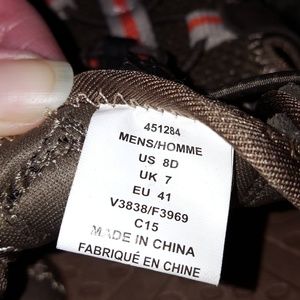 451284
MENS/HOMME
US 8D
UK 7
EU 41
V3838/F3969
C15
MADE IN CHINA
FABRIQUÉ EN CHINE